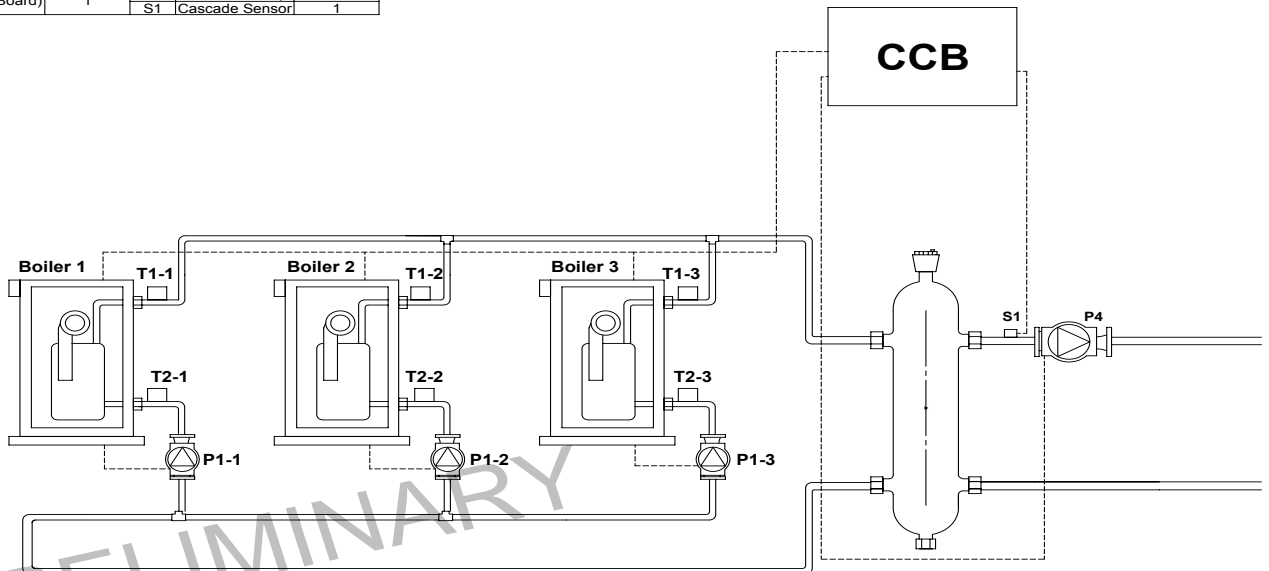 Board) 1
S1 Cascade Sensor 1
CCB
Boiler 1 T1-1 Boiler 2 T1-2 Boiler 3 T1-3
S1 P4
T2-1 T2-2 T2-3
P1-1 P1-2 P1-3
PRELIMINARY